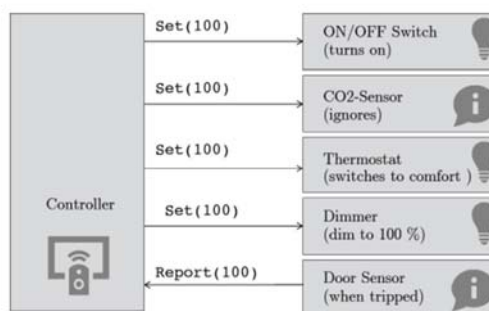 Set(100)
ON/OFF Switch
(turns on)
Set(100)
CO2-Sensor
(ignores)
Set(100)
Thermostat
(switches to comfort )
Controller
Set(100)
Dimmer
(dim to 100 %)
Report(100)
Door Sensor
(when tripped)